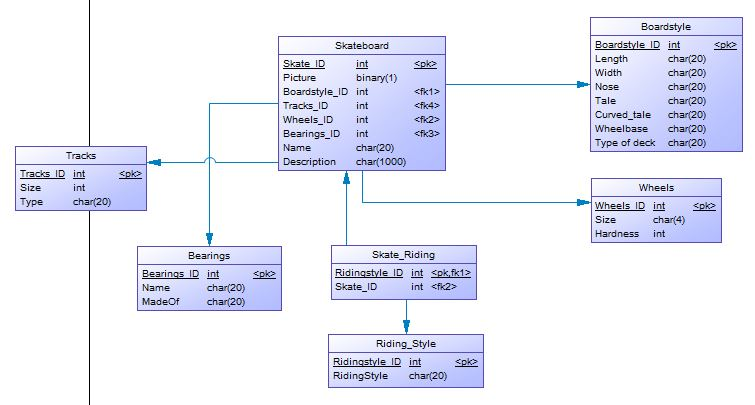 Skateboard
Skate_ID int <pk>
Picture binary(1)
Boardstyle_ID int <fk1>
Tracks_ID int <fk4>
Wheels_ID int <fk2>
Bearings_ID int <fk3>
Name char(20)
Description char(1000)
Boardstyle
Boardstyle_ID int <pk>
Length char(20)
Width char(20)
Nose char(20)
Tale char(20)
Curved_tale char(20)
Wheelbase char(20)
Type of deck char(20)
Tracks
Tracks_ID int <pk>
Size int
Type char(20)
Wheels
Wheels_ID int <pk>
Size char(4)
Hardness int
Bearings
Bearings_ID int <pk>
Name char(20)
MadeOf char(20)
Skate_Riding
Ridingstyle_ID int <pk,fk1>
Skate_ID int <fk2>
Riding_Style
Ridingstyle_ID int <pk>
RidingStyle char(20)